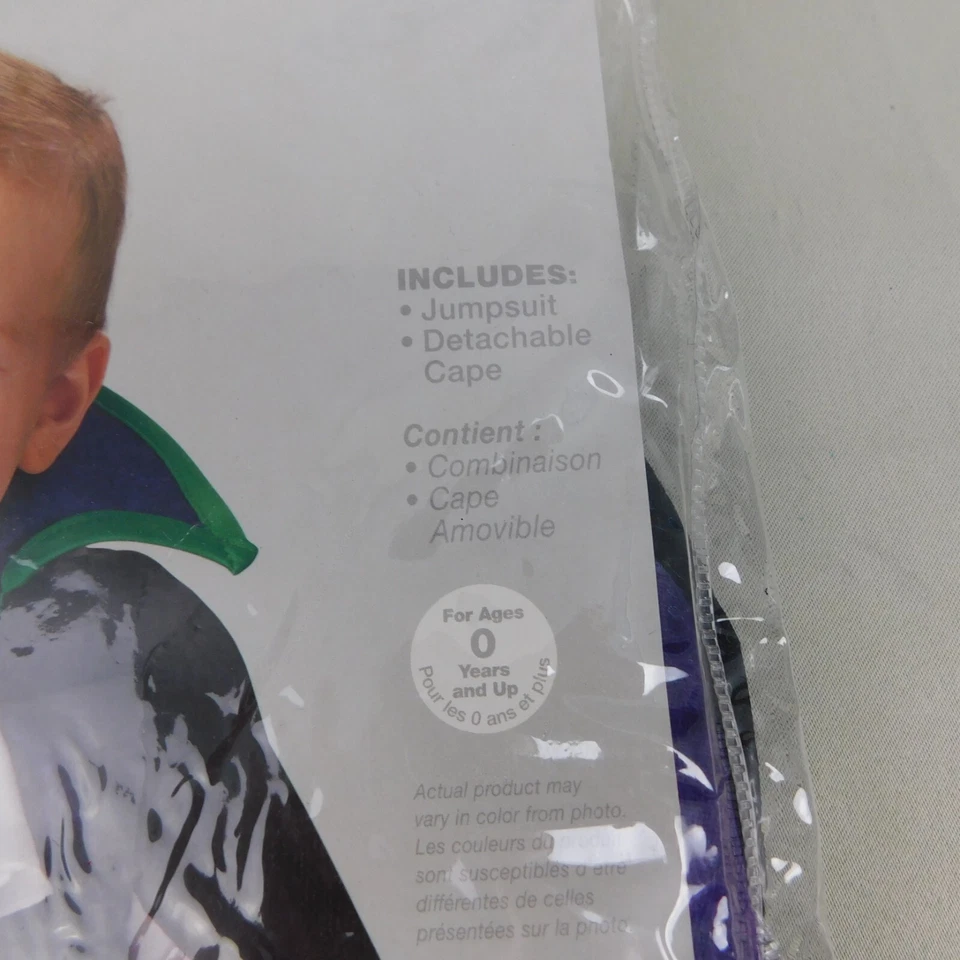 INCLUDES:
• Jumpsuit
• Detachable
Cape
Contient :
• Combinaison
• Cape
Amovible
For Ages
0
Years
and Up
Pour les 0 ans et plus
Actual product may
vary in color from photo.
Les couleurs du produit
sont susceptibles d'être
différentes de celles
présentées sur la photo.